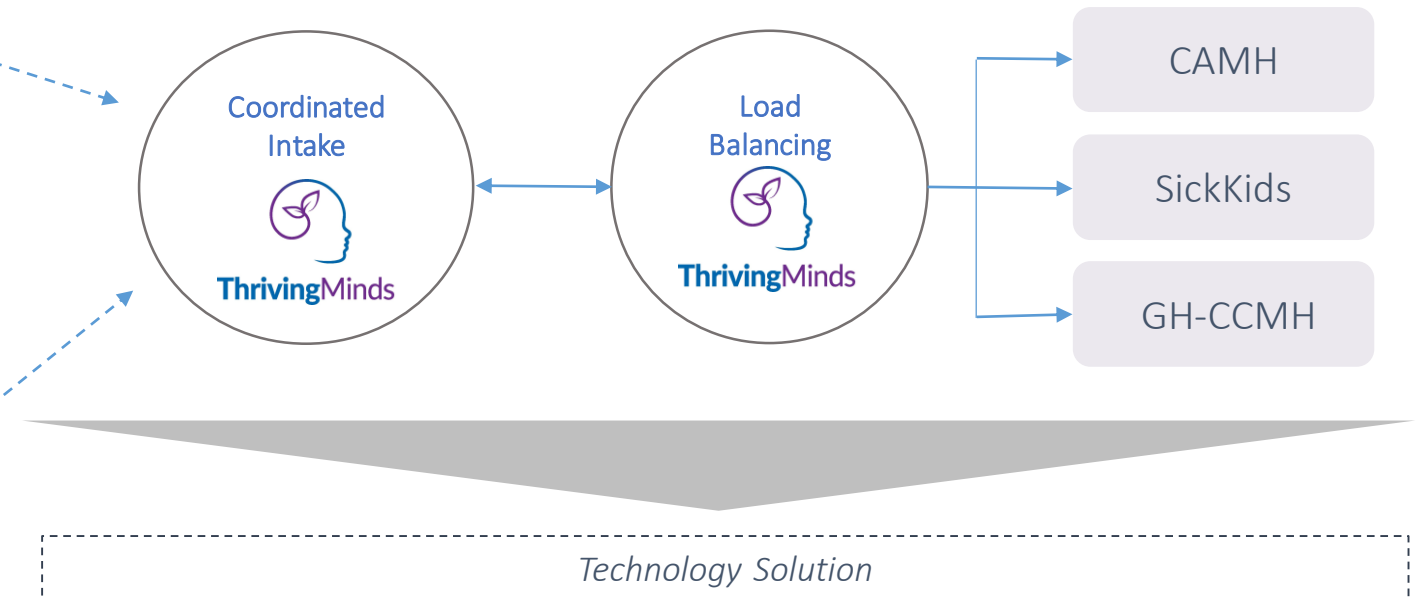 Coordinated
Intake
ThrivingMinds
Load
Balancing
ThrivingMinds
CAMH
SickKids
GH-CCMH
Technology Solution